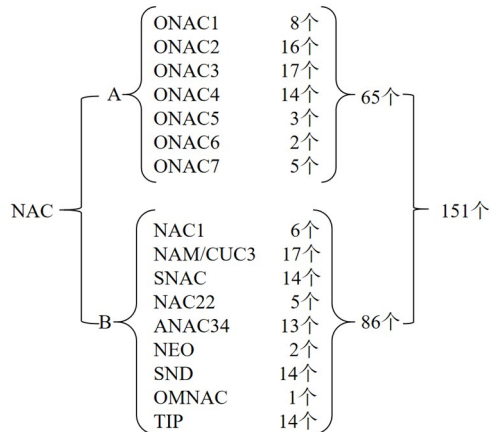 ONAC1 8个
ONAC2 16个
ONAC3 17个
A ONAC4 14个 65个
ONAC5 3个
ONAC6 2个
ONAC7 5个
NAC 151个
NAC1 6个
NAM/CUC3 17个
SNAC 14个
NAC22 5个
B ANAC34 13个 86个
NEO 2个
SND 14个
OMNAC 1个
TIP 14个